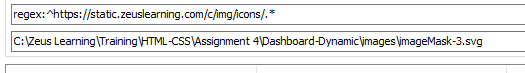 regex:^https://static.zeuslearning.com/c/img/icons/.*
C:\Zeus Learning\Training\HTML-CSS\Assignment 4\Dashboard-Dynamic\images\imageMask-3.svg